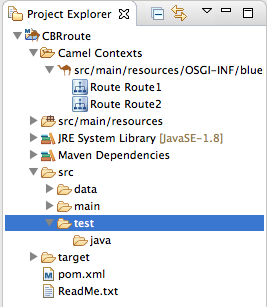 Project Explorer
CBRroute
Camel Contexts
src/main/resources/OSGI-INF/blue
Route Route1
Route Route2
src/main/resources
JRE System Library [JavaSE-1.8]
Maven Dependencies
src
data
main
test
java
target
pom.xml
ReadMe.txt